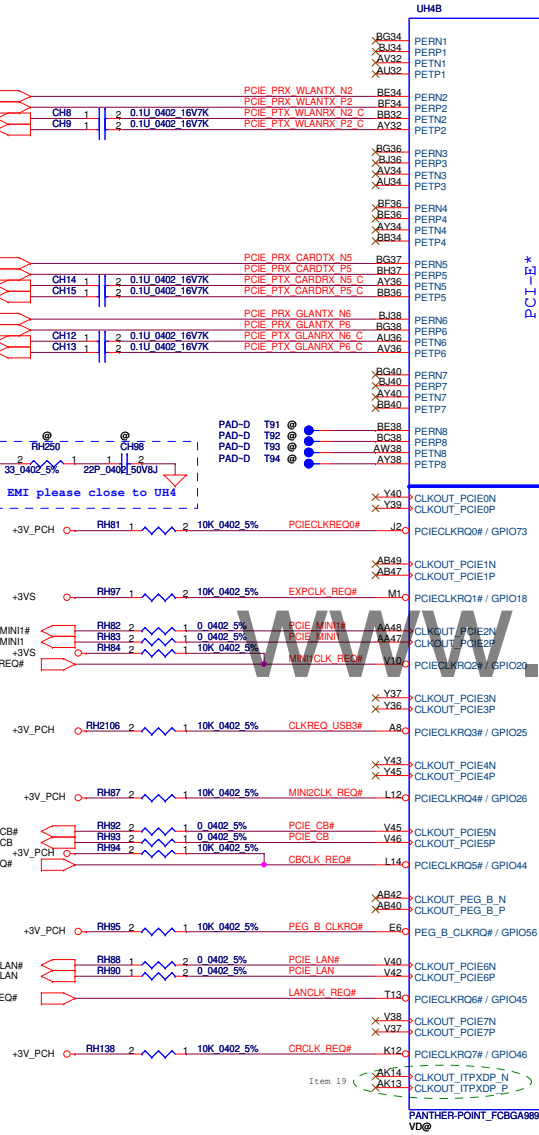 UH4B
BG34 PERN1
BJ34 PERP1
AV32 PETN1
AU32 PETP1
PCIE_PRX_WLANTX_N2 BE34 PERN2
PCIE_PRX_WLANTX_P2 BF34 PERP2
CH8 1 2 0.1U_0402_16V7K PCIE_PTX_WLANRX_N2_C BB32 PETN2
CH9 1 2 0.1U_0402_16V7K PCIE_PTX_WLANRX_P2_C AY32 PETP2
BG36 PERN3
BJ36 PERP3
AV34 PETN3
AU34 PETP3
BF36 PERN4
BE36 PERP4
AY34 PETN4
BB34 PETP4
PCI-E*
PCIE_PRX_CARDTX_N5 BG37 PERN5
PCIE_PRX_CARDTX_P5 BH37 PERP5
CH14 1 2 0.1U_0402_16V7K PCIE_PTX_CARDRX_N5_C AY36 PETN5
CH15 1 2 0.1U_0402_16V7K PCIE_PTX_CARDRX_P5_C BB36 PETP5
PCIE_PRX_GLANTX_N6 BJ38 PERN6
PCIE_PRX_GLANTX_P6 BG38 PERP6
CH12 1 2 0.1U_0402_16V7K PCIE_PTX_GLANRX_N6_C AU36 PETN6
CH13 1 2 0.1U_0402_16V7K PCIE_PTX_GLANRX_P6_C AV36 PETP6
BG40 PERN7
BJ40 PERP7
AY40 PETN7
BB40 PETP7
PAD~D T91 @ BE38 PERN8
PAD~D T92 @ BC38 PERP8
PAD~D T93 @ AW38 PETN8
PAD~D T94 @ AY38 PETP8
@ @
RH250 CH98
2 1 2 1
33_0402_5% 22P_0402_50V8J
EMI please close to UH4
Y40 CLKOUT_PCIE0N
Y39 CLKOUT_PCIE0P
+3V_PCH RH81 1 2 10K_0402_5% PCIECLKREQ0# J2 PCIECLKRQ0# / GPIO73
AB49 CLKOUT_PCIE1N
AB47 CLKOUT_PCIE1P
+3VS RH97 1 2 10K_0402_5% EXPCLK_REQ# M1 PCIECLKRQ1# / GPIO18
MINI1# RH82 2 1 0_0402_5% PCIE_MINI1# AA48 CLKOUT_PCIE2N
MINI1 RH83 2 1 0_0402_5% PCIE_MINI1 AA47 CLKOUT_PCIE2P
+3VS RH84 2 1 10K_0402_5%
REQ# MINI1CLK_REQ# V10 PCIECLKRQ2# / GPIO20
www.
Y37 CLKOUT_PCIE3N
Y36 CLKOUT_PCIE3P
+3V_PCH RH2106 2 1 10K_0402_5% CLKREQ_USB3# A8 PCIECLKRQ3# / GPIO25
Y43 CLKOUT_PCIE4N
Y45 CLKOUT_PCIE4P
+3V_PCH RH87 2 1 10K_0402_5% MINI2CLK_REQ# L12 PCIECLKRQ4# / GPIO26
CB# RH92 2 1 0_0402_5% PCIE_CB# V45 CLKOUT_PCIE5N
CB RH93 2 1 0_0402_5% PCIE_CB V46 CLKOUT_PCIE5P
+3V_PCH RH94 2 1 10K_0402_5%
Q# CBCLK_REQ# L14 PCIECLKRQ5# / GPIO44
AB42 CLKOUT_PEG_B_N
AB40 CLKOUT_PEG_B_P
+3V_PCH RH95 2 1 10K_0402_5% PEG_B_CLKRQ# E6 PEG_B_CLKRQ# / GPIO56
LAN# RH88 1 2 0_0402_5% PCIE_LAN# V40 CLKOUT_PCIE6N
LAN RH90 1 2 0_0402_5% PCIE_LAN V42 CLKOUT_PCIE6P
EQ# LANCLK_REQ# T13 PCIECLKRQ6# / GPIO45
V38 CLKOUT_PCIE7N
V37 CLKOUT_PCIE7P
+3V_PCH RH138 2 1 10K_0402_5% CRCLK_REQ# K12 PCIECLKRQ7# / GPIO46
Item 19 AK14 CLKOUT_ITPXDP_N
AK13 CLKOUT_ITPXDP_P
PANTHER-POINT_FCBGA989
VD@